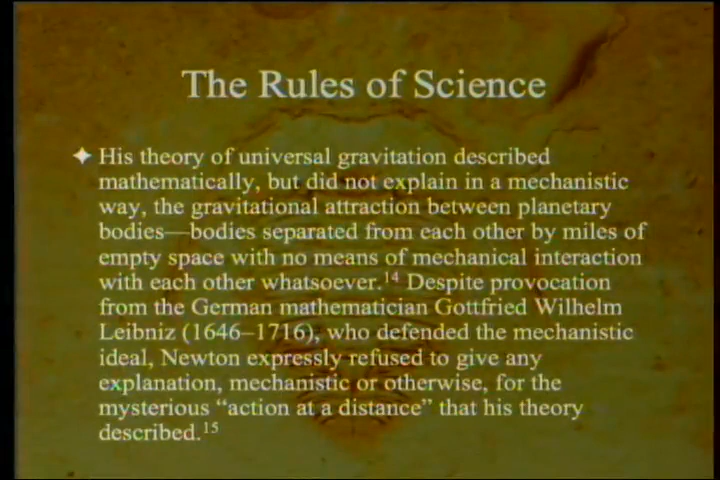 The Rules of Science
✦ His theory of universal gravitation described
mathematically, but did not explain in a mechanistic
way, the gravitational attraction between planetary
bodies—bodies separated from each other by miles of
empty space with no means of mechanical interaction
with each other whatsoever.¹⁴ Despite provocation
from the German mathematician Gottfried Wilhelm
Leibniz (1646–1716), who defended the mechanistic
ideal, Newton expressly refused to give any
explanation, mechanistic or otherwise, for the
mysterious “action at a distance” that his theory
described.¹⁵